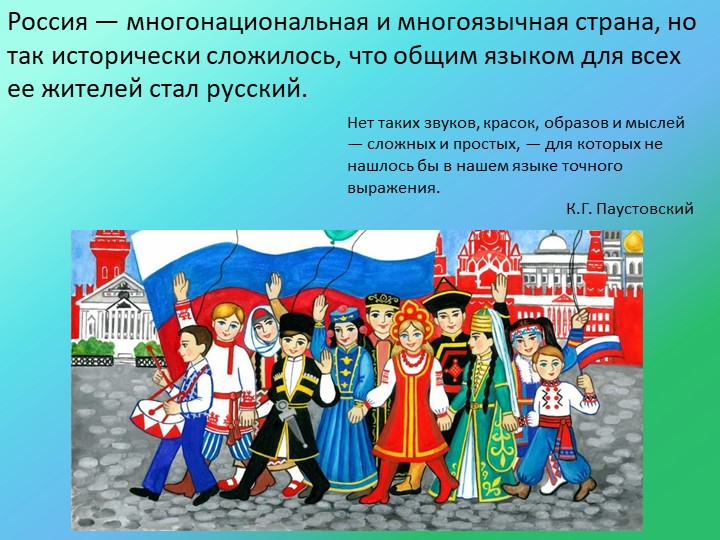 Россия — многонациональная и многоязычная страна, но
так исторически сложилось, что общим языком для всех
ее жителей стал русский.
Нет таких звуков, красок, образов и мыслей
— сложных и простых, — для которых не
нашлось бы в нашем языке точного
выражения.
К.Г. Паустовский